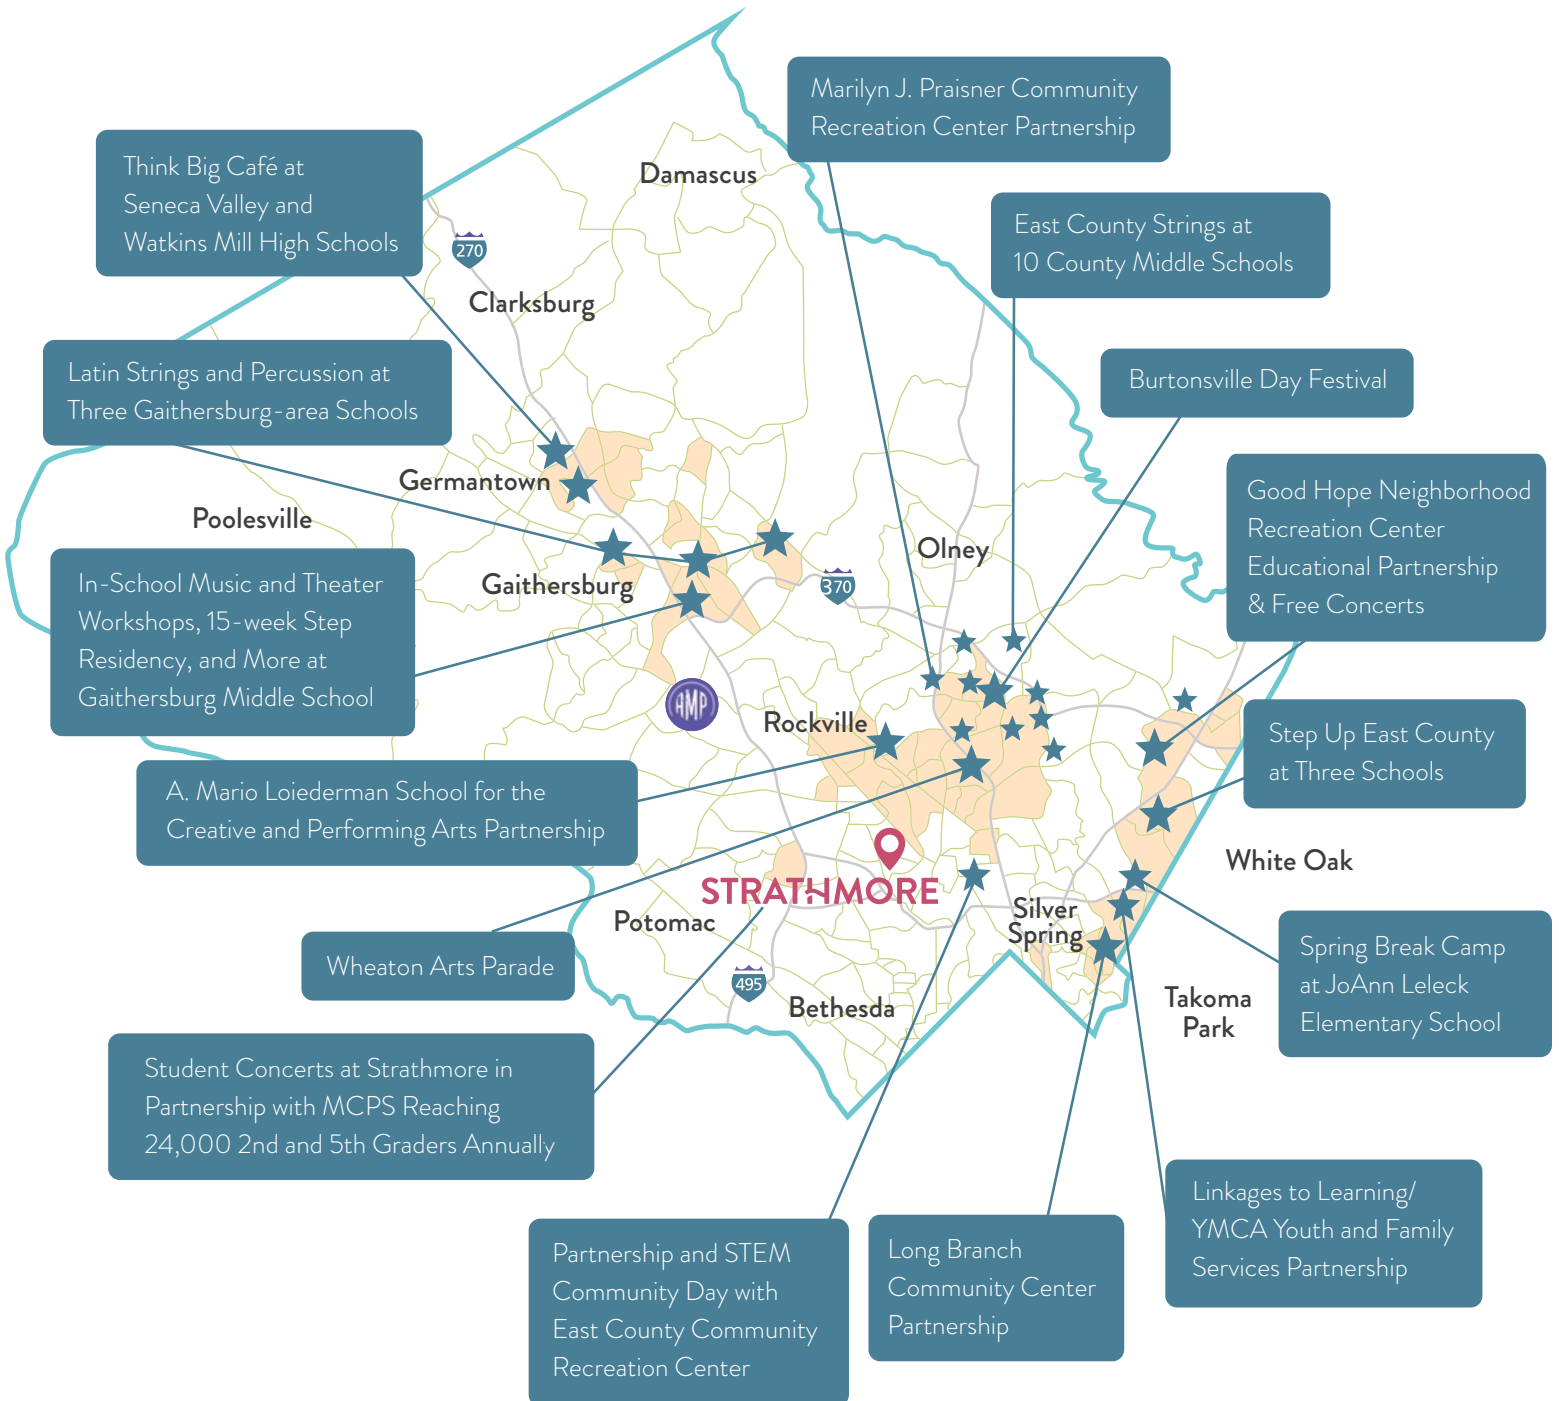 Marilyn J. Praisner Community
Recreation Center Partnership
Think Big Café at
Seneca Valley and
Watkins Mill High Schools
Damascus
East County Strings at
10 County Middle Schools
270
Clarksburg
Latin Strings and Percussion at
Three Gaithersburg-area Schools
Burtonsville Day Festival
Germantown
Poolesville
Good Hope Neighborhood
Recreation Center
Educational Partnership
& Free Concerts
Olney
In-School Music and Theater
Workshops, 15-week Step
Residency, and More at
Gaithersburg Middle School
Gaithersburg
370
AMP
Rockville
Step Up East County
at Three Schools
A. Mario Loiederman School for the
Creative and Performing Arts Partnership
STRATHMORE
White Oak
Potomac
Silver
Spring
Wheaton Arts Parade
Spring Break Camp
at JoAnn Leleck
Elementary School
495
Bethesda
Takoma
Park
Student Concerts at Strathmore in
Partnership with MCPS Reaching
24,000 2nd and 5th Graders Annually
Linkages to Learning/
YMCA Youth and Family
Services Partnership
Partnership and STEM
Community Day with
East County Community
Recreation Center
Long Branch
Community Center
Partnership